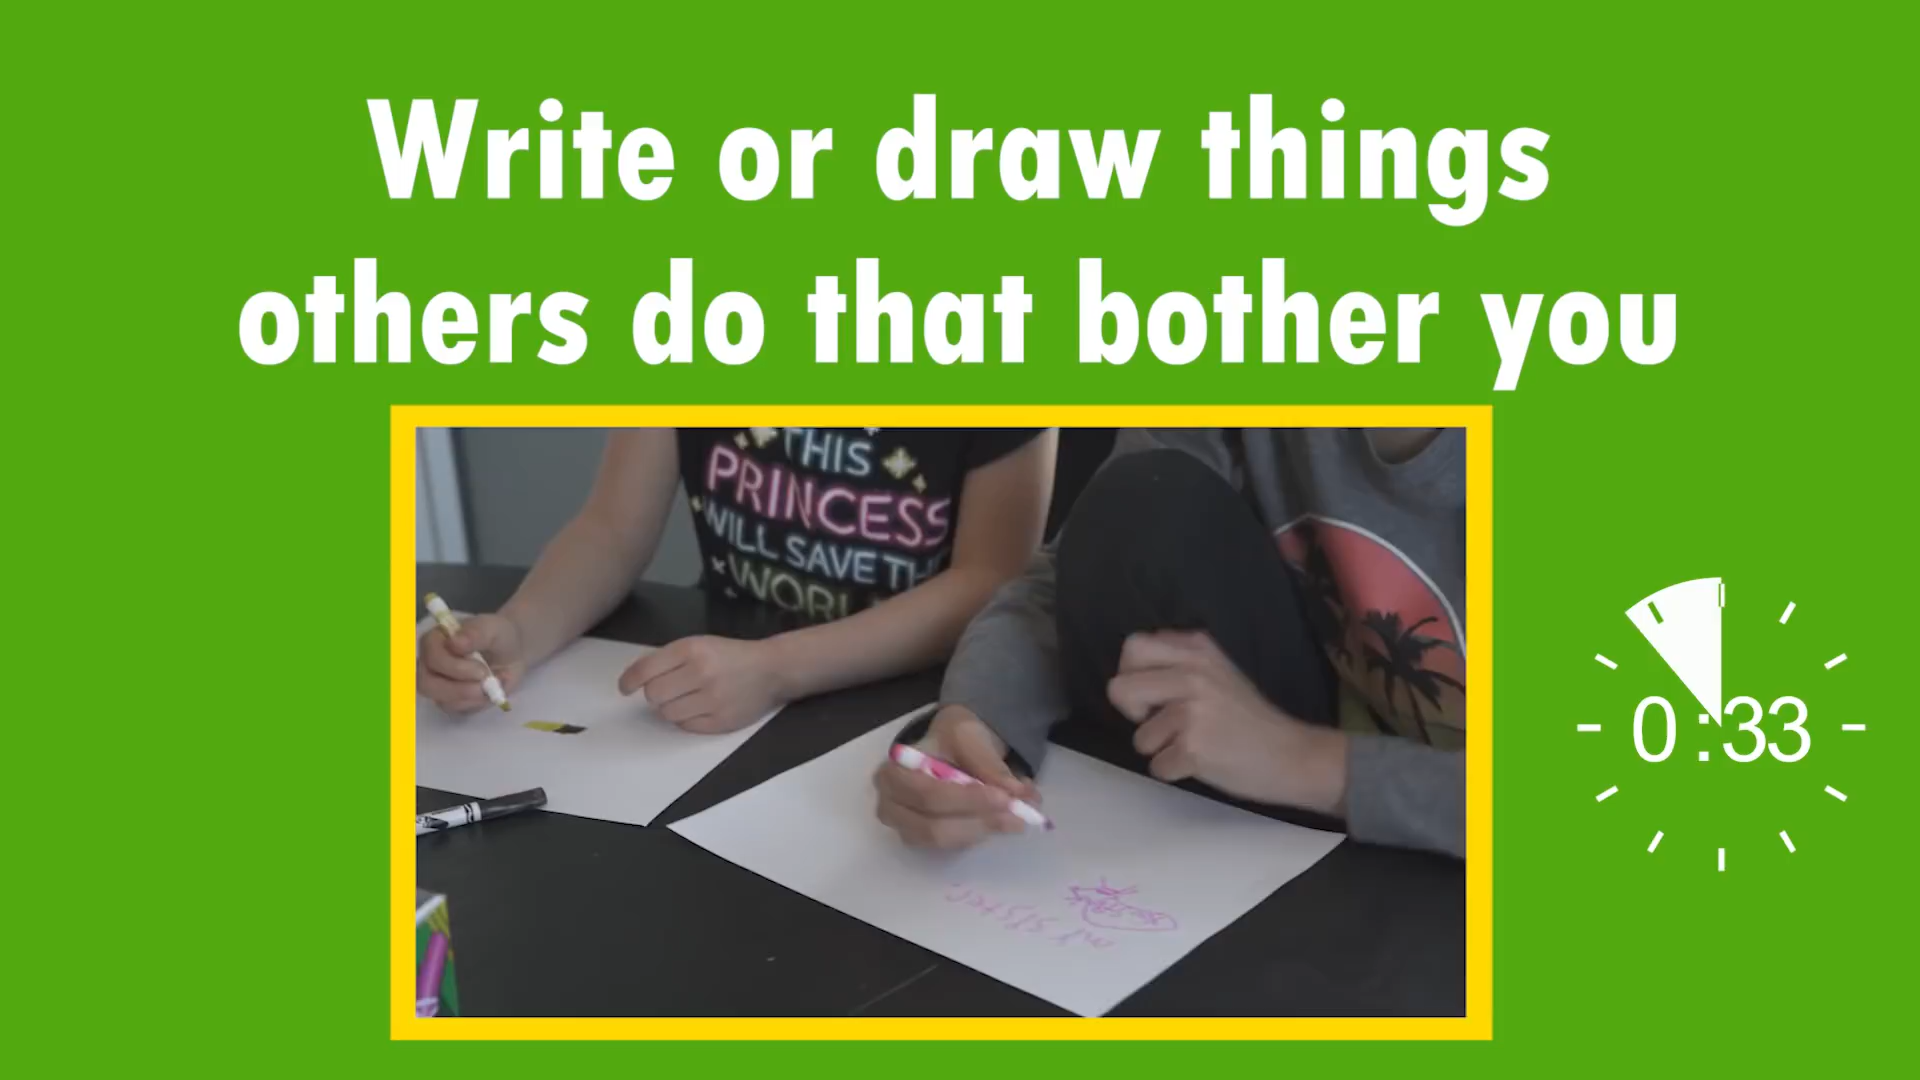 Write or draw things
others do that bother you
THIS
PRINCESS
WILL SAVE TH
WORL
0:33
my sister